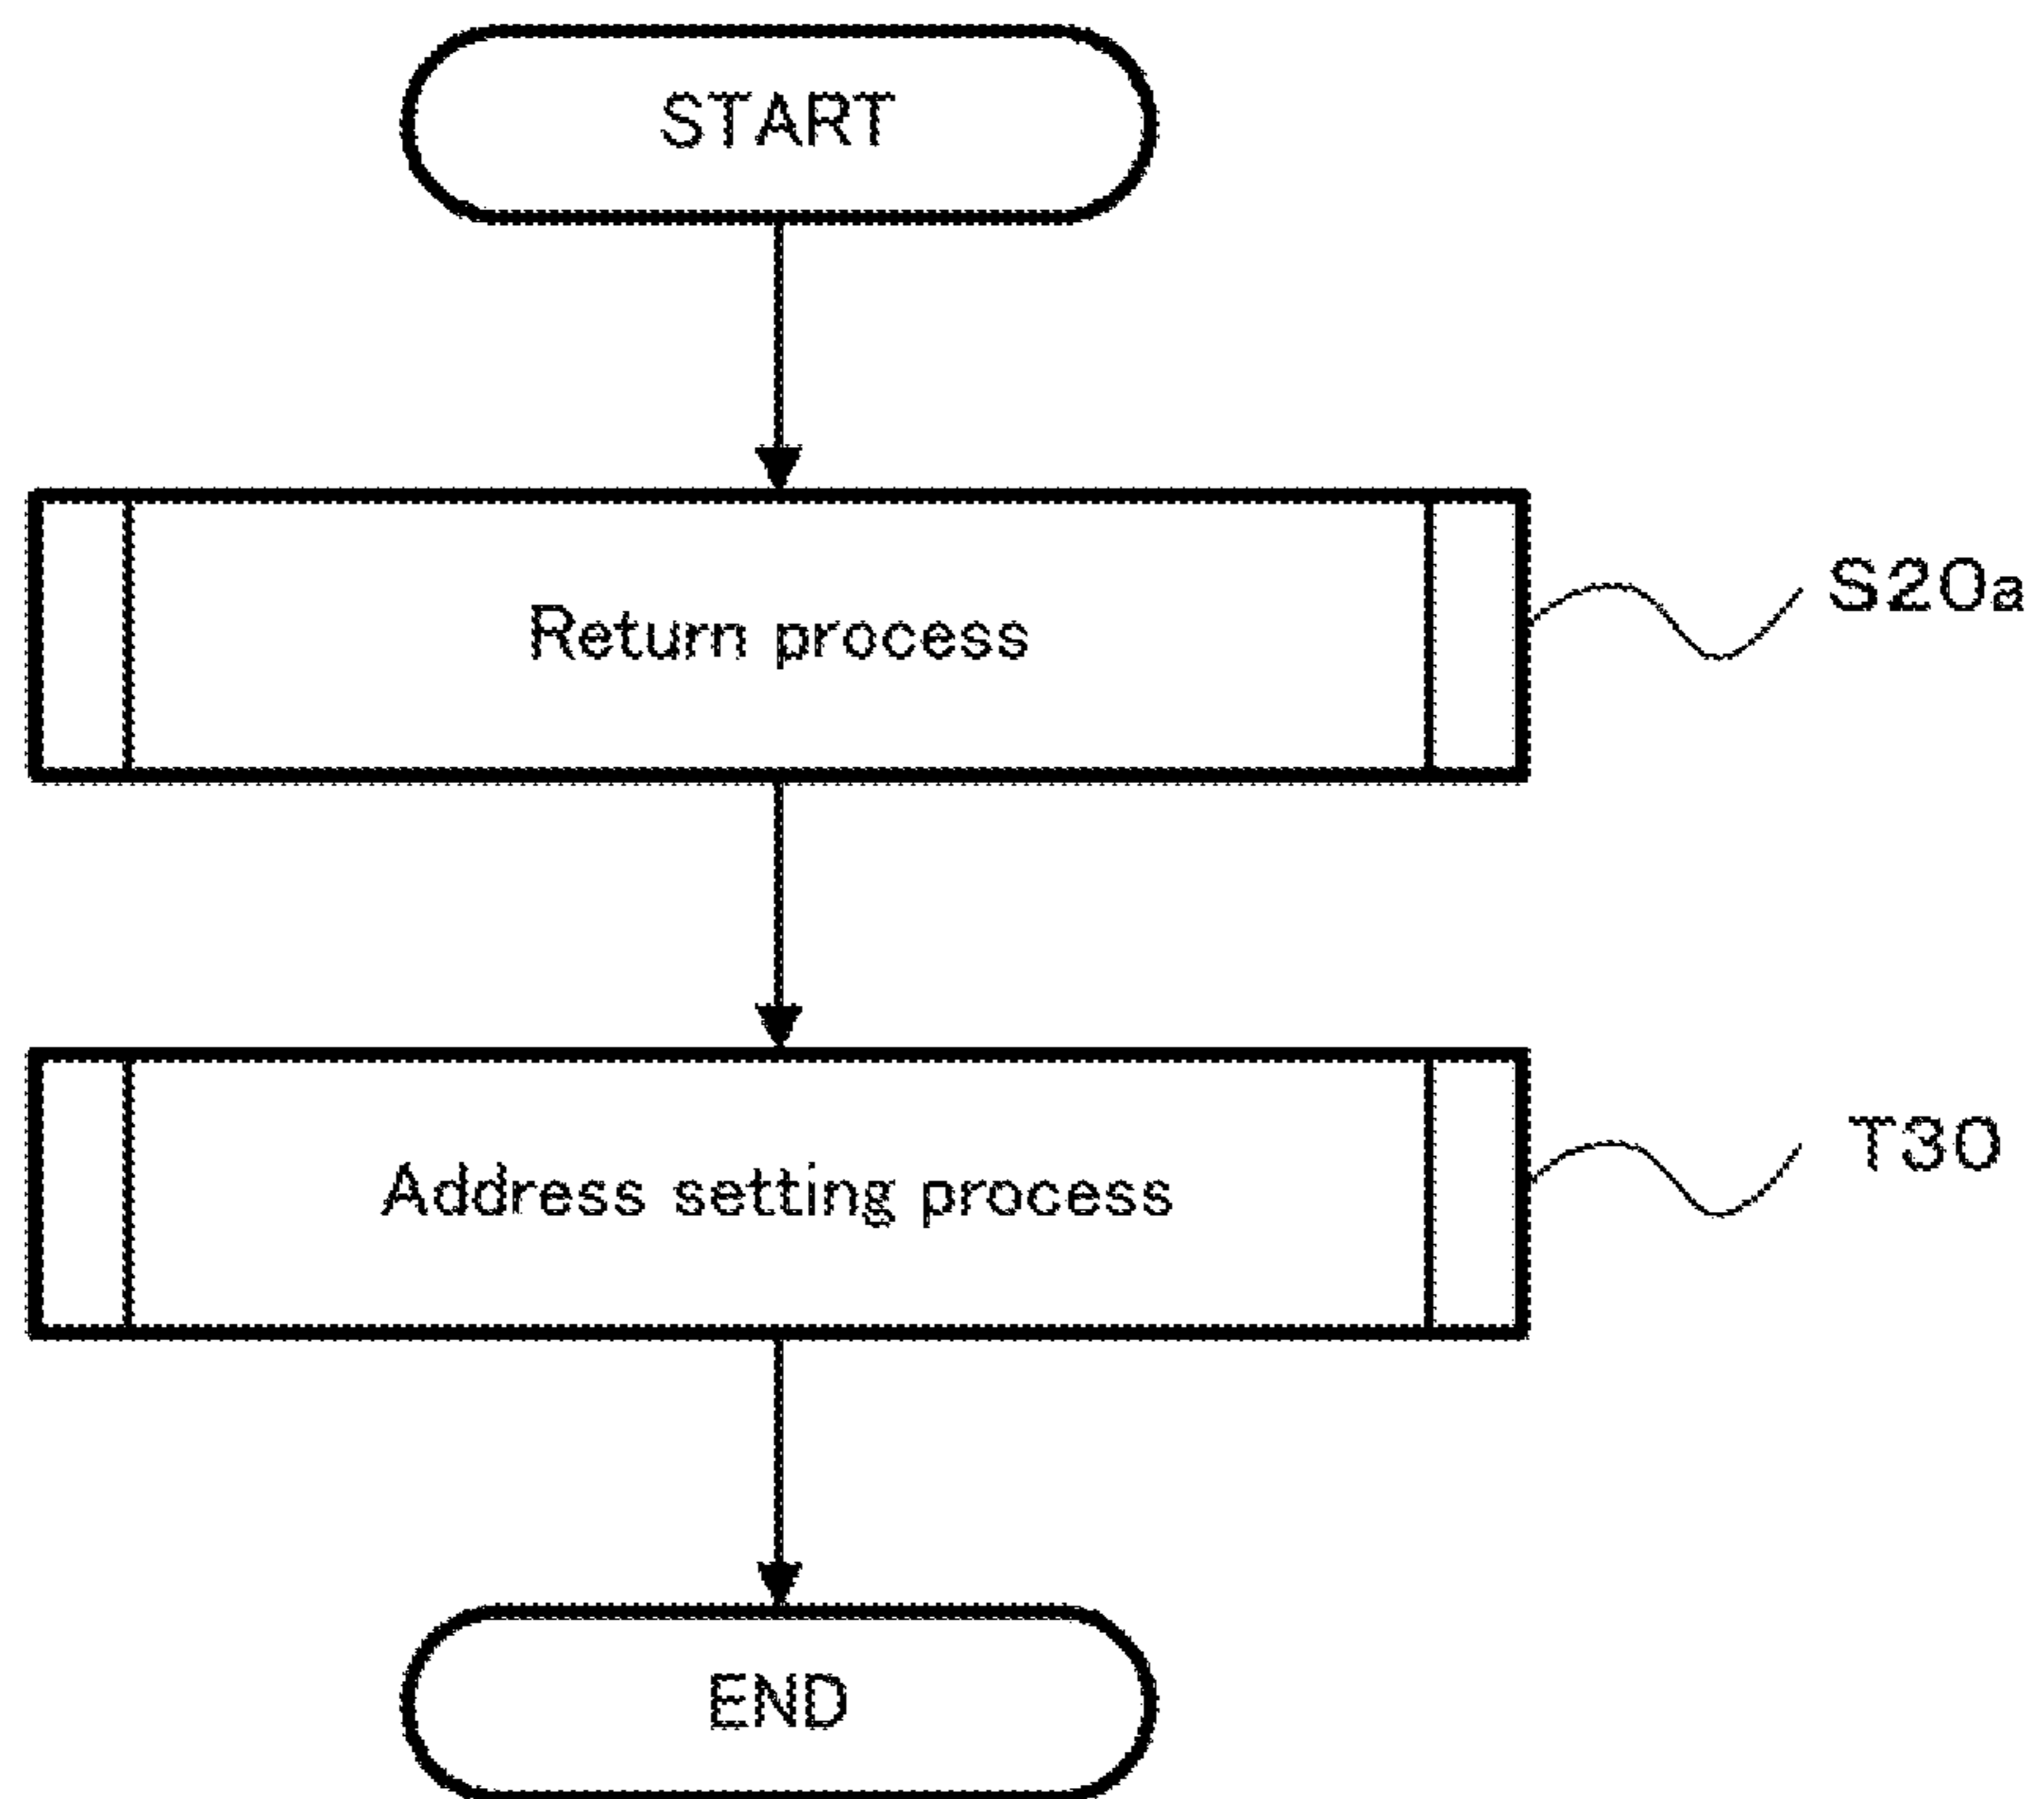 START
Return process
S20a
Address setting process
T30
END